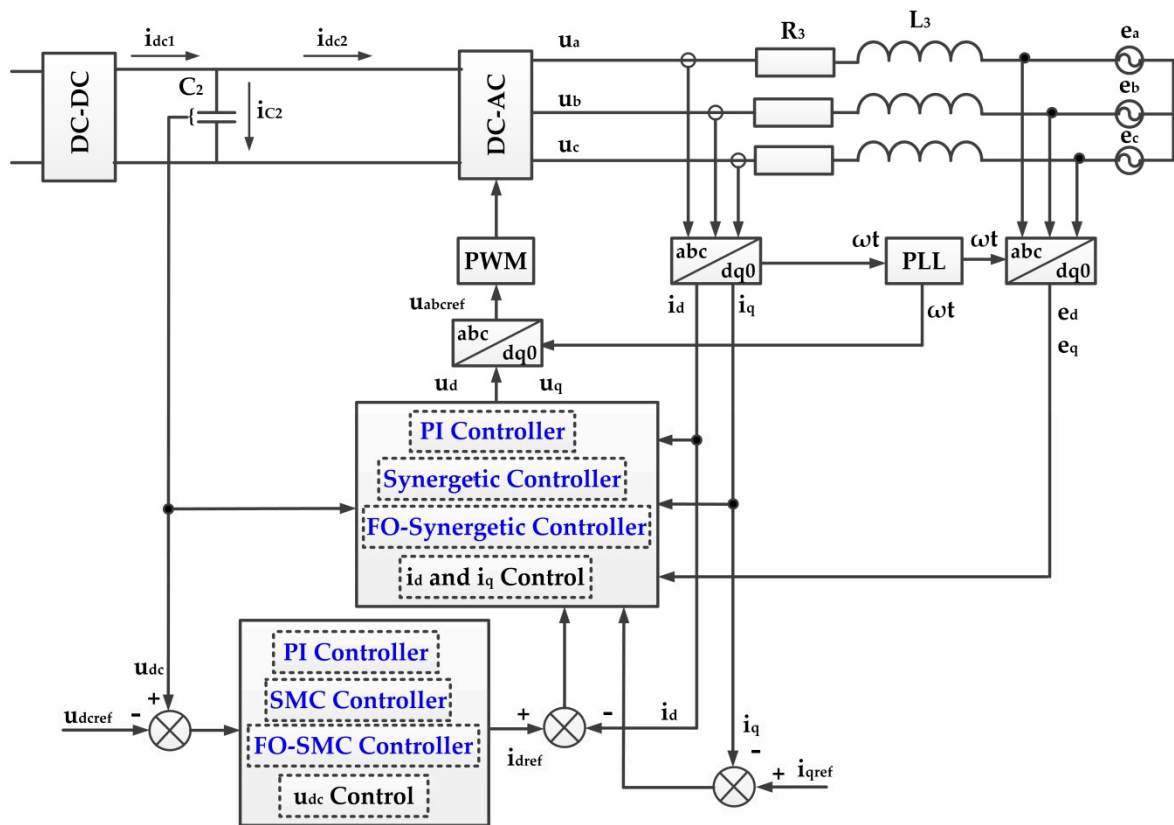 idc1
idc2
ua
R3
L3
ea
C2
iC2
DC-DC
DC-AC
ub
eb
uc
ec
PWM
abc
dq0
ωt
PLL
ωt
abc
dq0
uabcref
id
iq
ωt
ed
eq
abc
dq0
ud
uq
PI Controller
Synergetic Controller
FO-Synergetic Controller
id and iq Control
udc
+
-
udcref
PI Controller
SMC Controller
FO-SMC Controller
udc Control
+
idref
-
id
iq
-
+
iqref